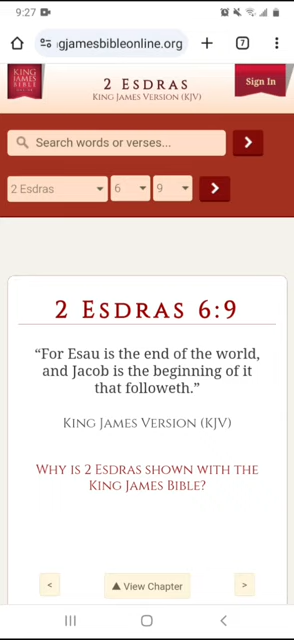 9:27
gjamesbibleonline.org
7
KING
JAMES
BIBLE
2 ESDRAS
KING JAMES VERSION (KJV)
Sign In
Search words or verses...
2 Esdras
6
9
2 ESDRAS 6:9
“For Esau is the end of the world,
and Jacob is the beginning of it
that followeth.”
KING JAMES VERSION (KJV)
WHY IS 2 ESDRAS SHOWN WITH THE
KING JAMES BIBLE?
<
▲ View Chapter
>